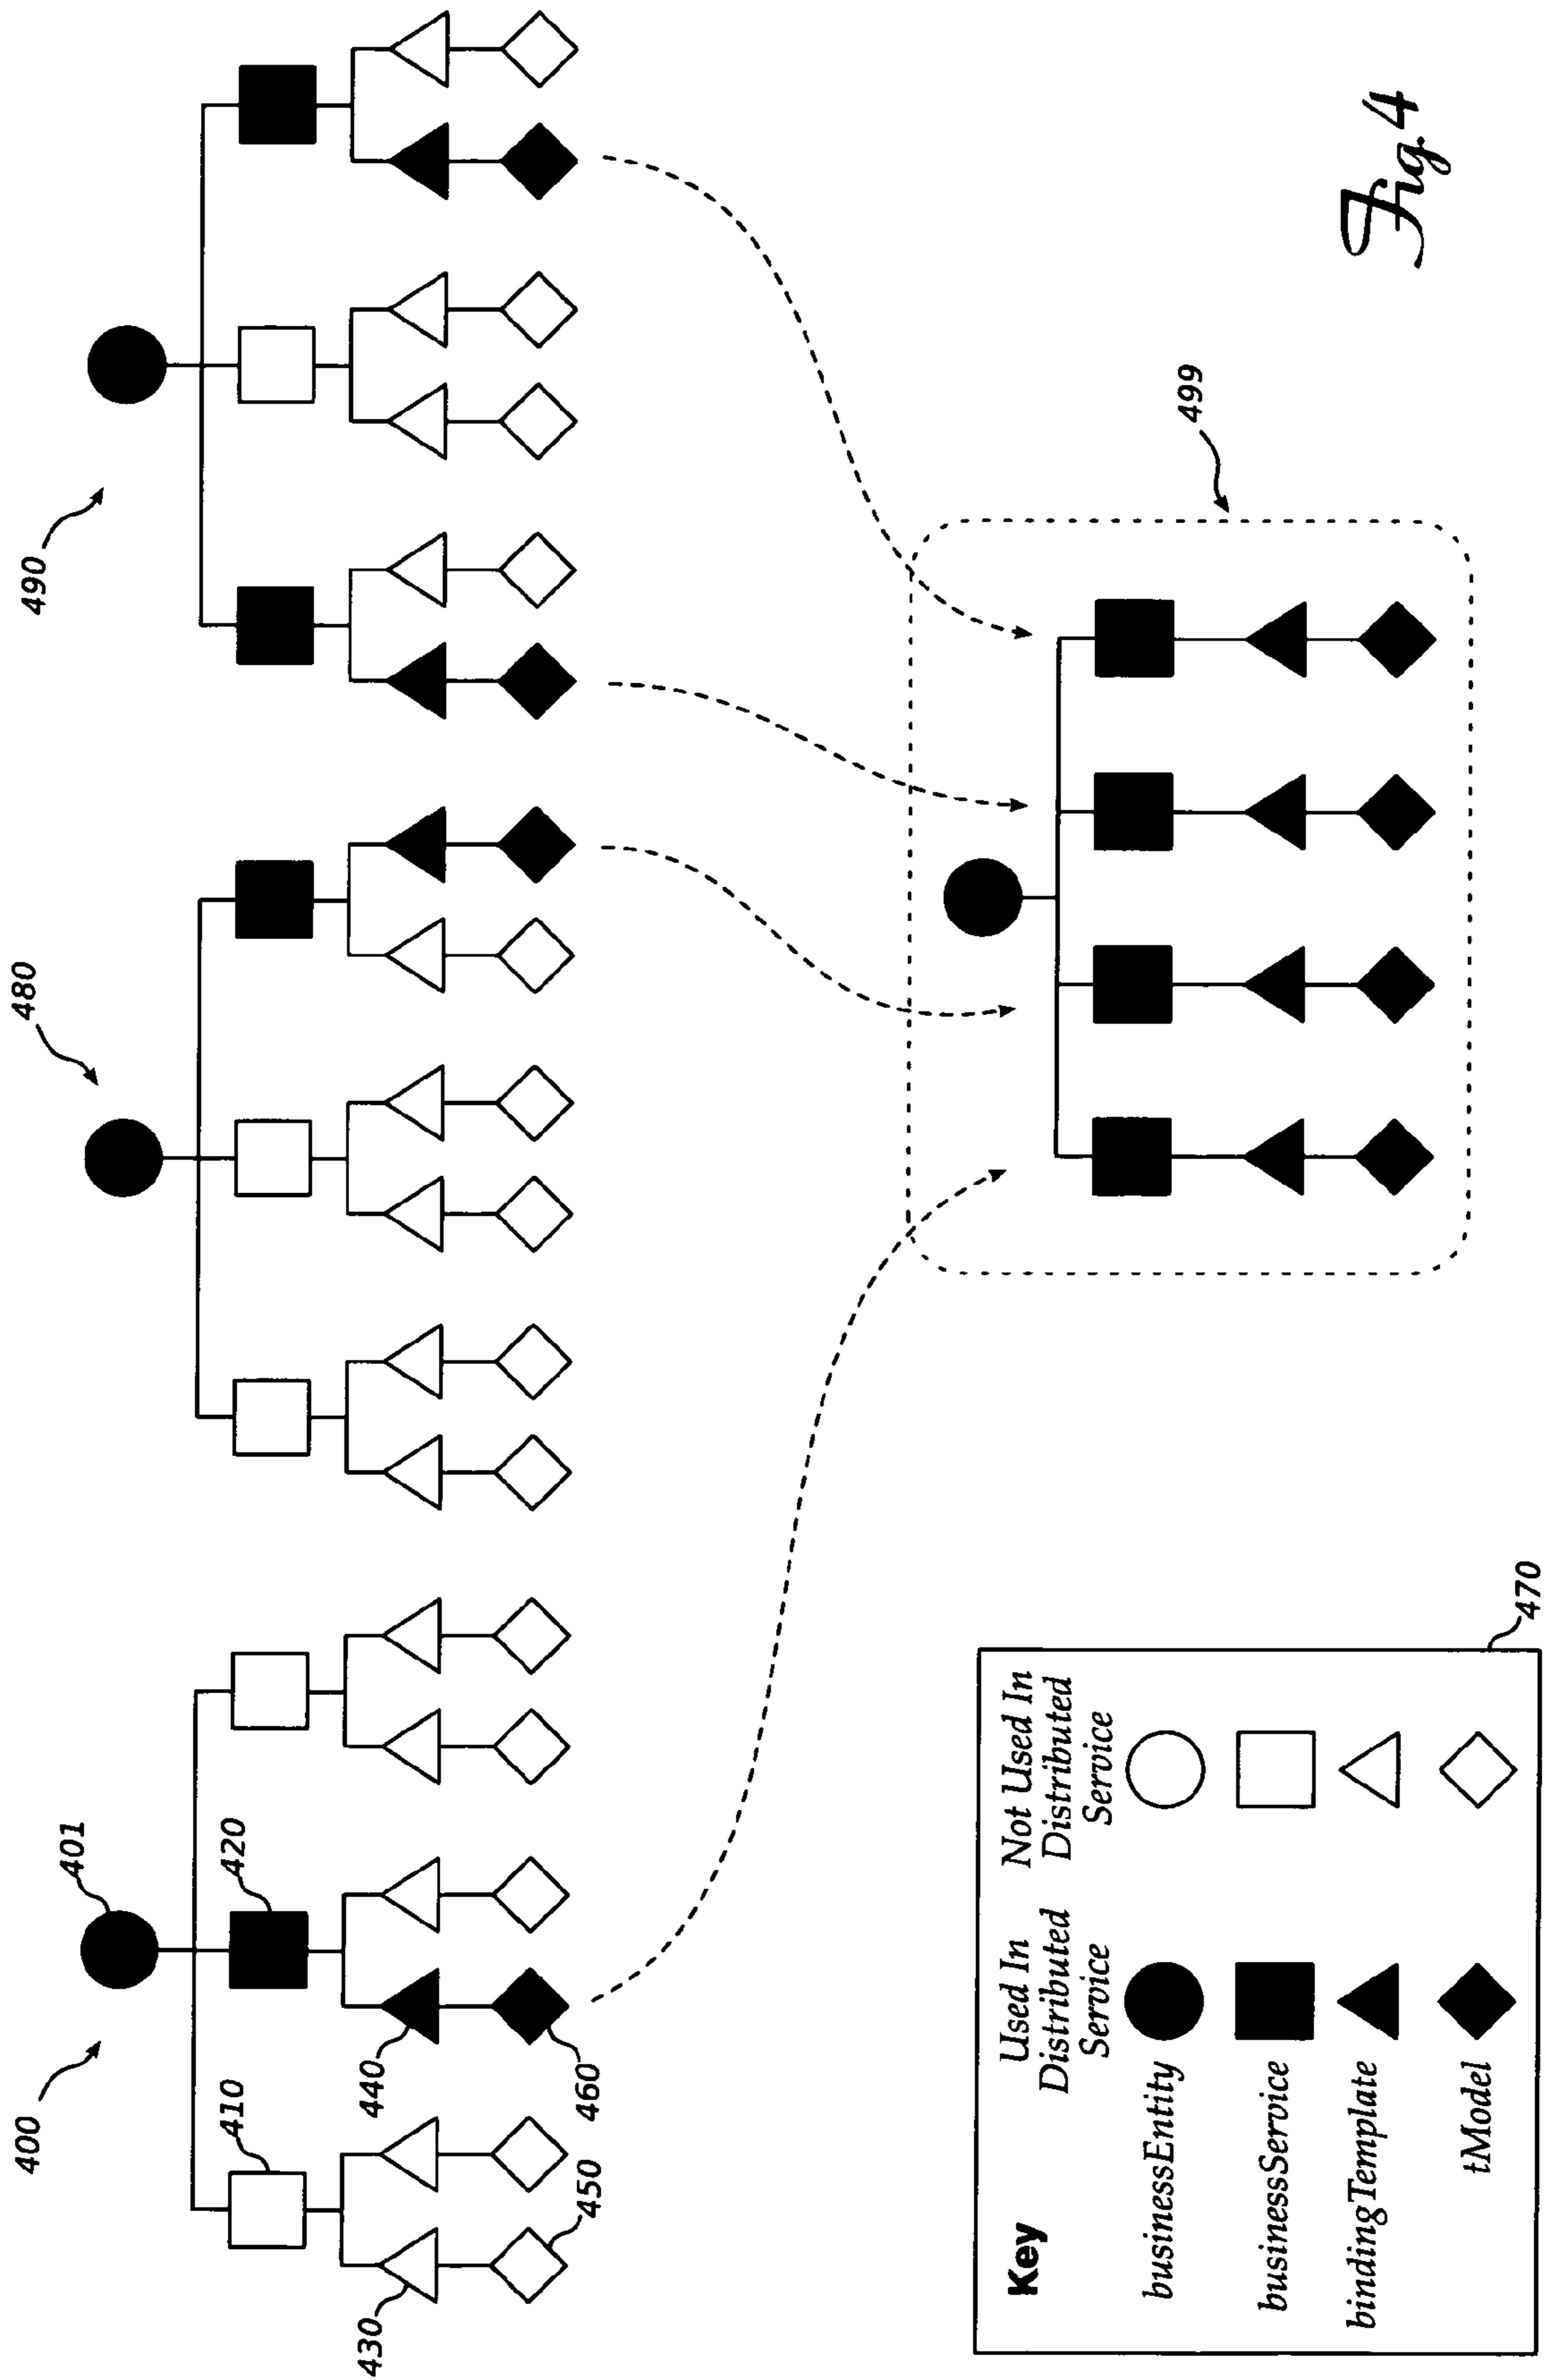 400
401
410
420
430
440
450
460
480
490
499
Key
Used In
Distributed
Service
Not Used In
Distributed
Service
businessEntity
businessService
bindingTemplate
tModel
470
Fig. 4